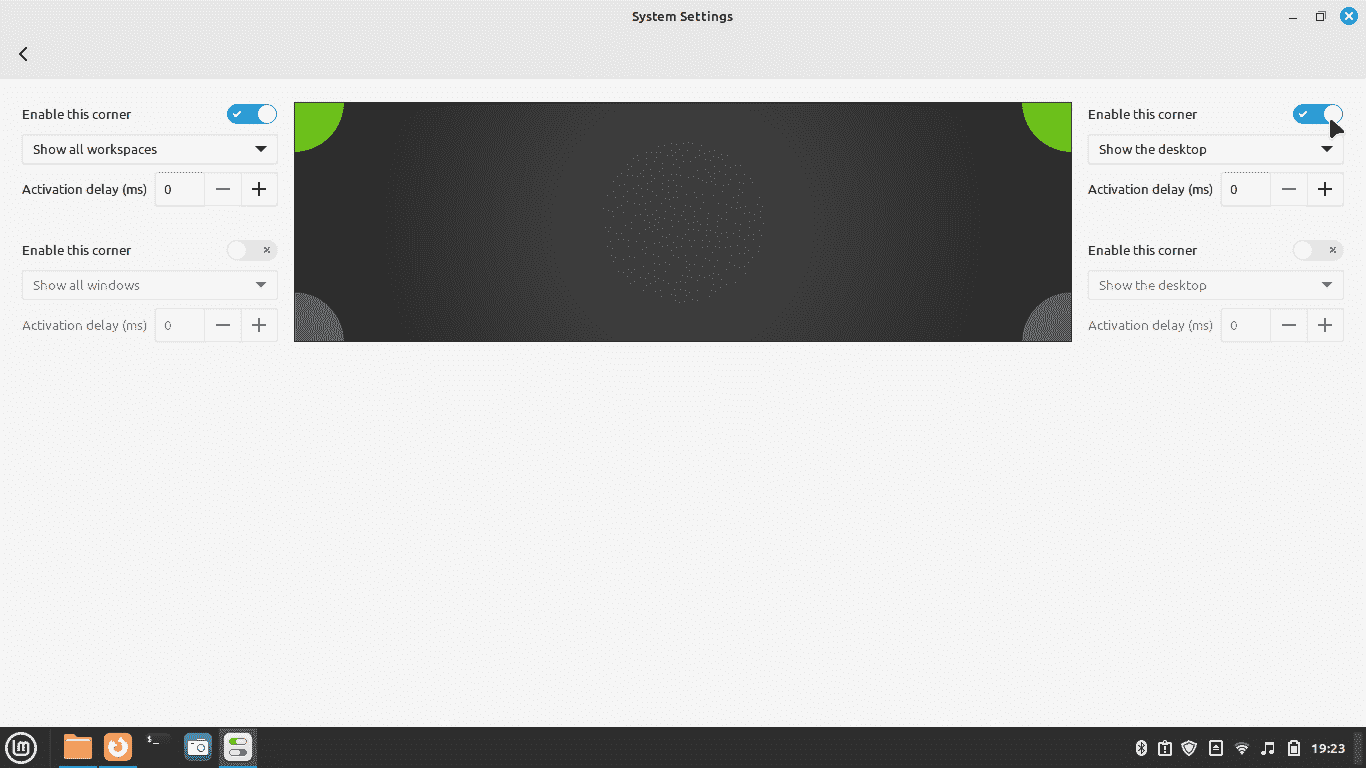 System Settings
Enable this corner
Show all workspaces
Activation delay (ms) 0
Enable this corner
Show all windows
Activation delay (ms) 0
Enable this corner
Show the desktop
Activation delay (ms) 0
Enable this corner
Show the desktop
Activation delay (ms) 0
$_
19:23